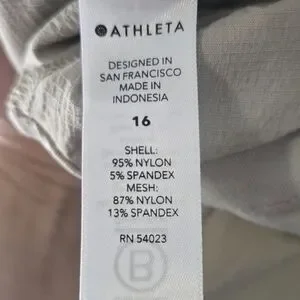 ATHLETA
DESIGNED IN
SAN FRANCISCO
MADE IN
INDONESIA
16
SHELL:
95% NYLON
5% SPANDEX
MESH:
87% NYLON
13% SPANDEX
RN 54023
B